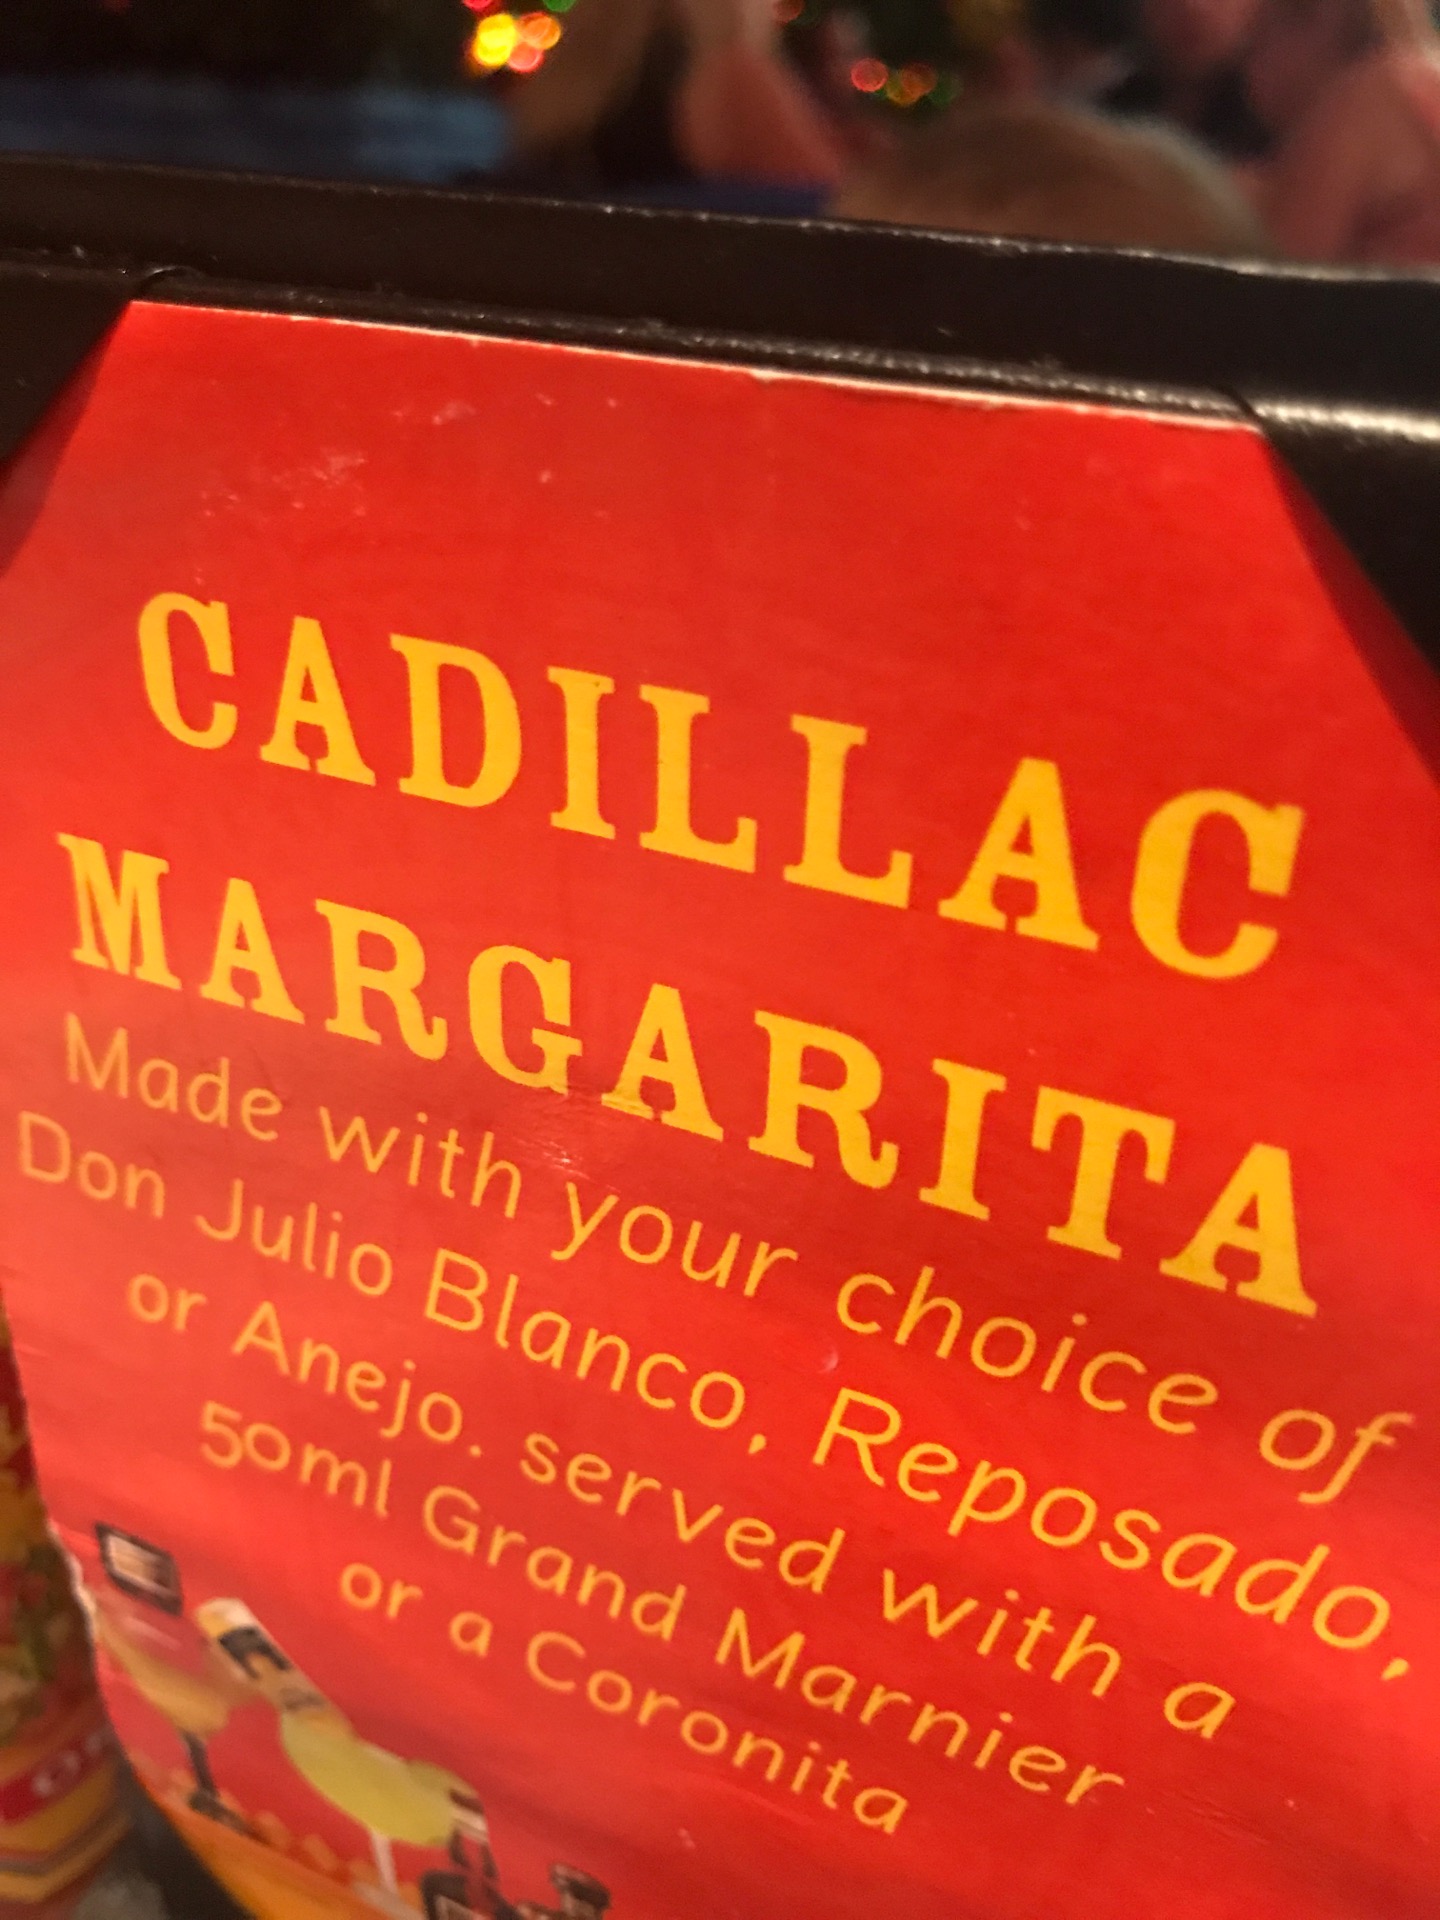 CADILLAC
MARGARITA
Made with your choice of
Don Julio Blanco, Reposado,
or Anejo. served with a
50ml Grand Marnier
or a Coronita